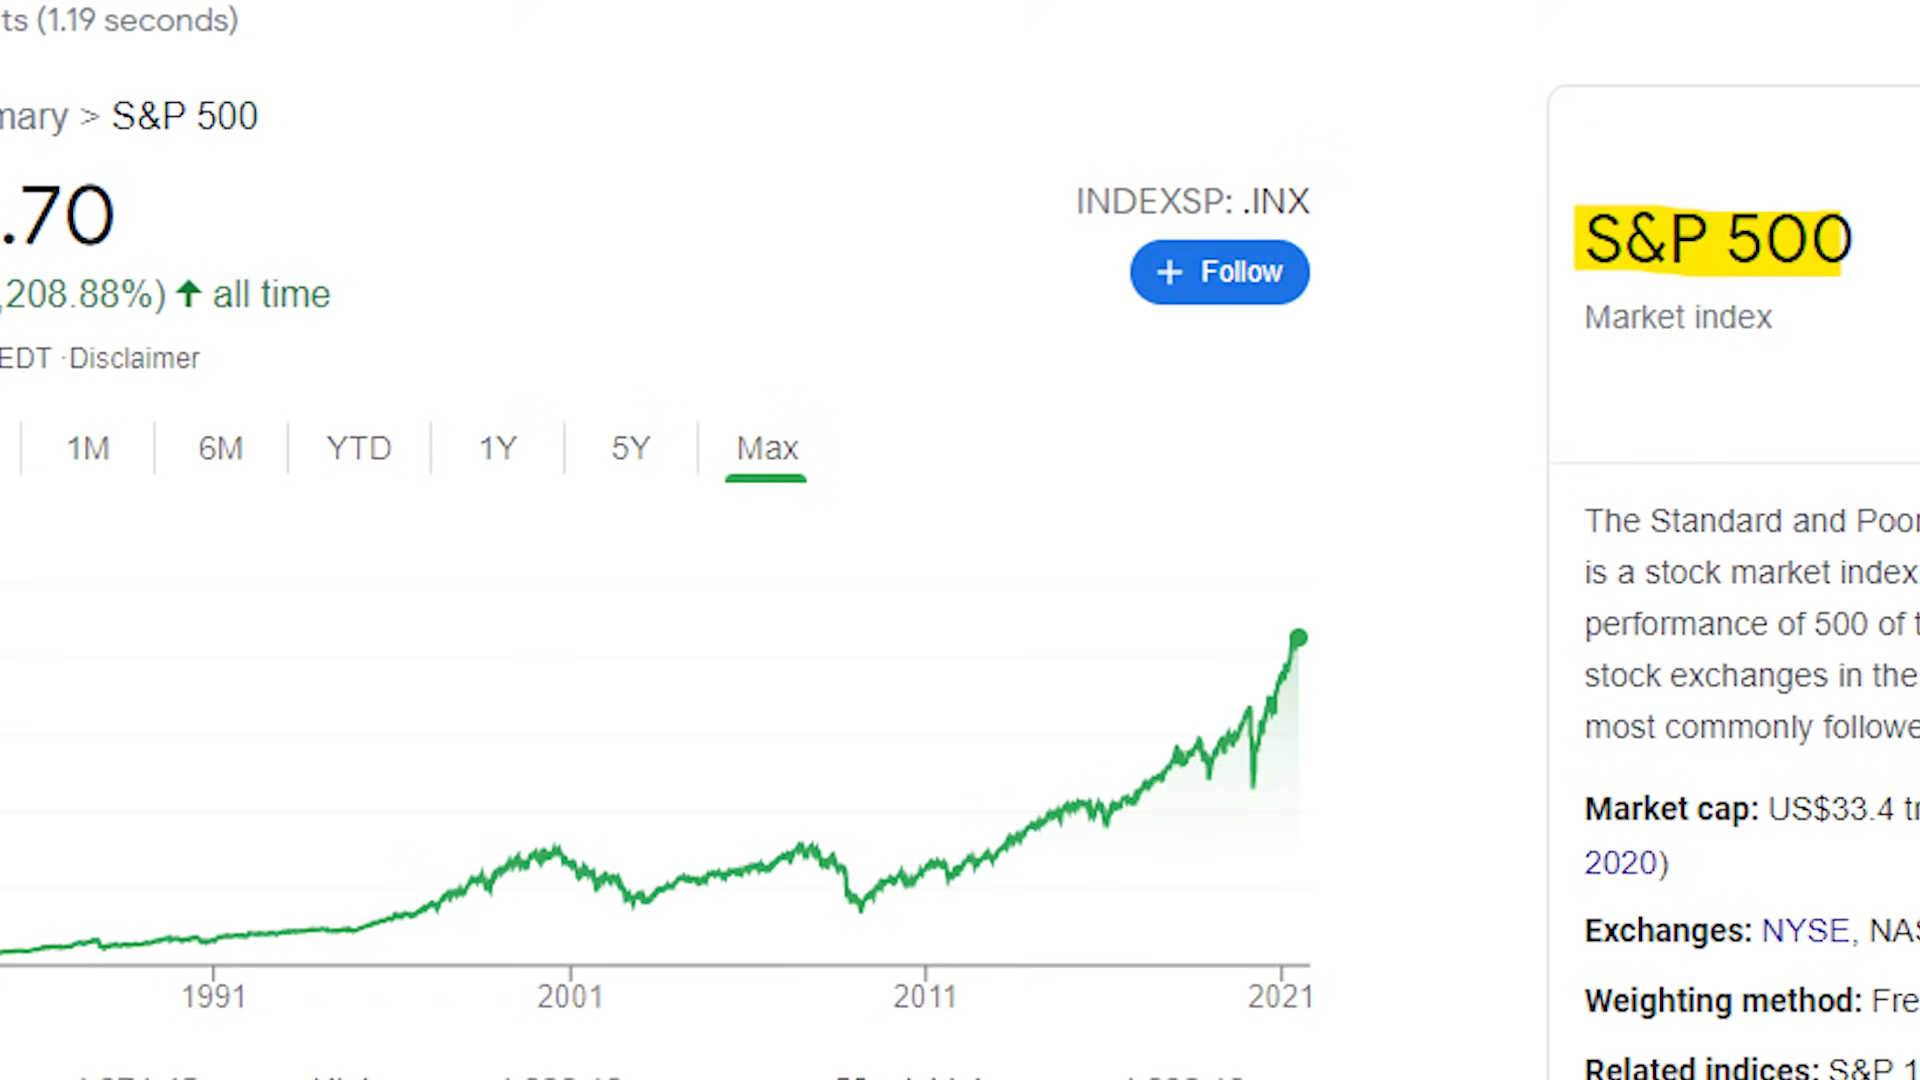 ts (1.19 seconds)
mary > S&P 500
.70
INDEXSP: .INX
+ Follow
,208.88%) ↑ all time
EDT · Disclaimer
1M 6M YTD 1Y 5Y Max
1991 2001 2011 2021
S&P 500
Market index
The Standard and Poor
is a stock market index
performance of 500 of t
stock exchanges in the
most commonly followe
Market cap: US$33.4 tr
2020)
Exchanges: NYSE, NAS
Weighting method: Fre
Related indices: S&P 1